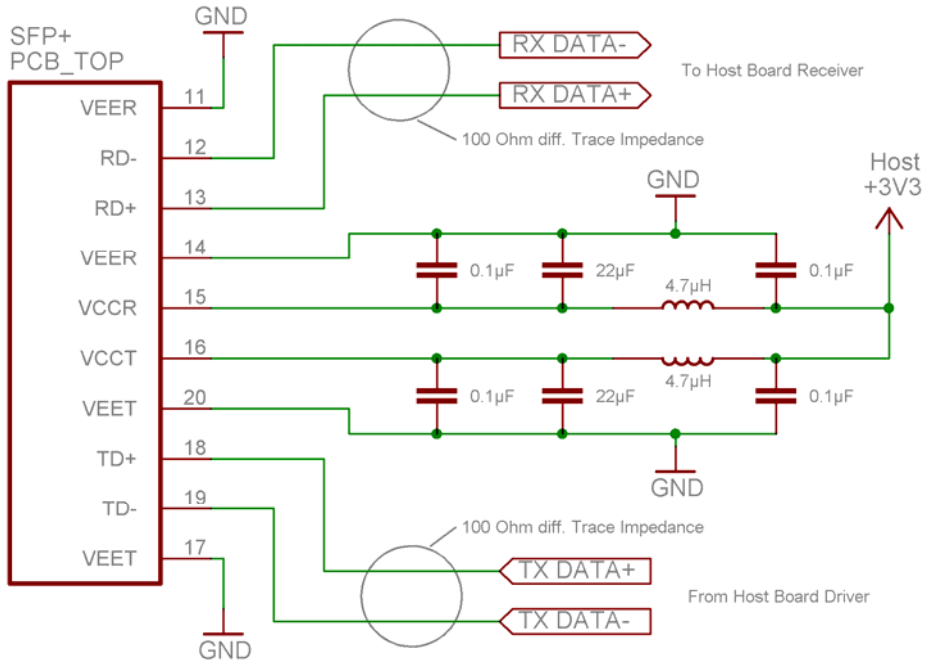 GND
SFP+
PCB_TOP
RX DATA-
To Host Board Receiver
VEER
11
RX DATA+
100 Ohm diff. Trace Impedance
RD-
12
Host
+3V3
GND
RD+
13
VEER
14
0.1µF
22µF
0.1µF
4.7µH
VCCR
15
VCCT
16
4.7µH
0.1µF
22µF
0.1µF
VEET
20
TD+
18
GND
TD-
19
100 Ohm diff. Trace Impedance
VEET
17
TX DATA+
From Host Board Driver
TX DATA-
GND